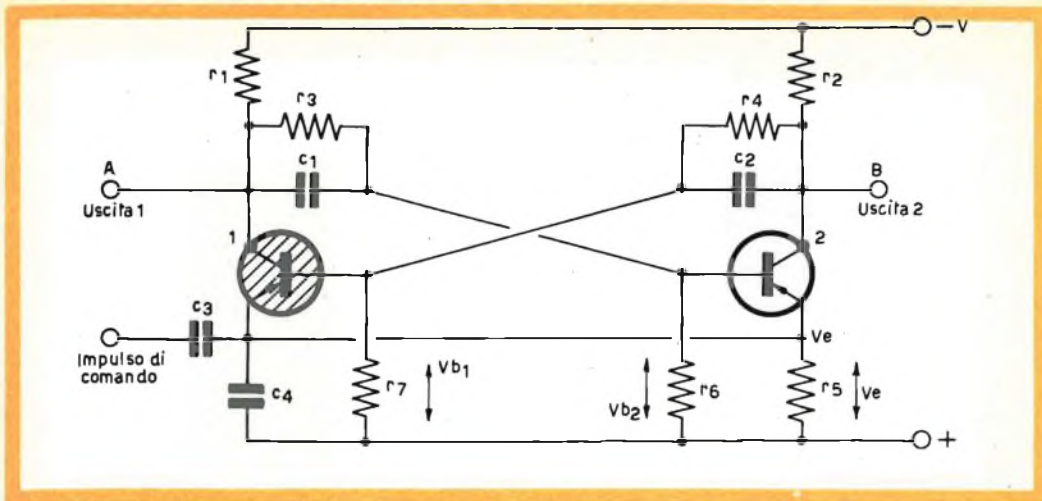 −V
r1
r2
r3
r4
A
c1
c2
B
Uscita 1
Uscita 2
1
2
c3
Ve
Impulso di
comando
c4
r7
Vb1
Vb2
r6
r5
Ve
+